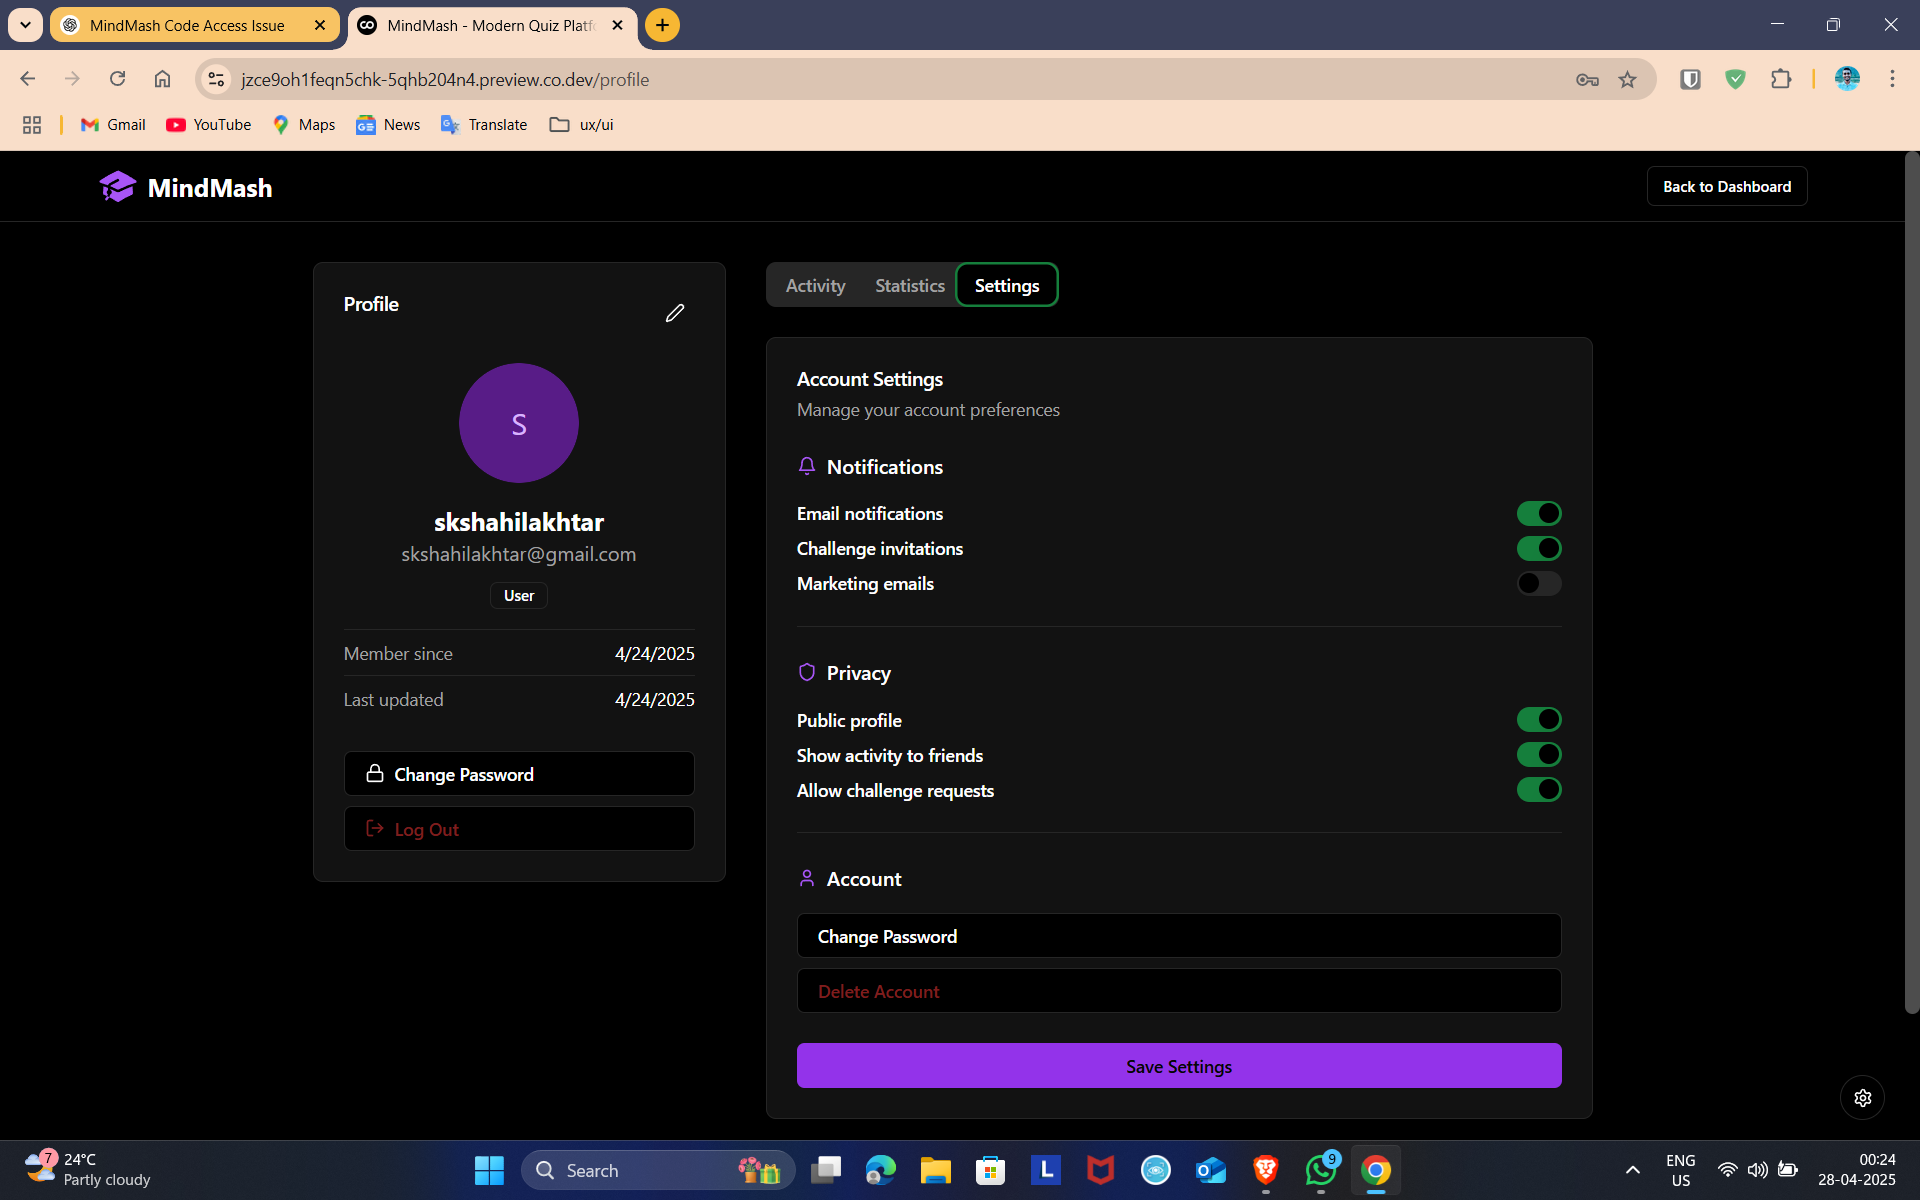 MindMash Code Access Issue
MindMash - Modern Quiz Platf
jzce9oh1feqn5chk-5qhb204n4.preview.co.dev/profile
Gmail
YouTube
Maps
News
Translate
ux/ui
MindMash
Back to Dashboard
Profile
S
skshahilakhtar
skshahilakhtar@gmail.com
User
Member since 4/24/2025
Last updated 4/24/2025
Change Password
Log Out
Activity Statistics Settings
Account Settings
Manage your account preferences
Notifications
Email notifications
Challenge invitations
Marketing emails
Privacy
Public profile
Show activity to friends
Allow challenge requests
Account
Change Password
Delete Account
Save Settings
7
24°C
Partly cloudy
Search
L
9
ENG
US
00:24
28-04-2025